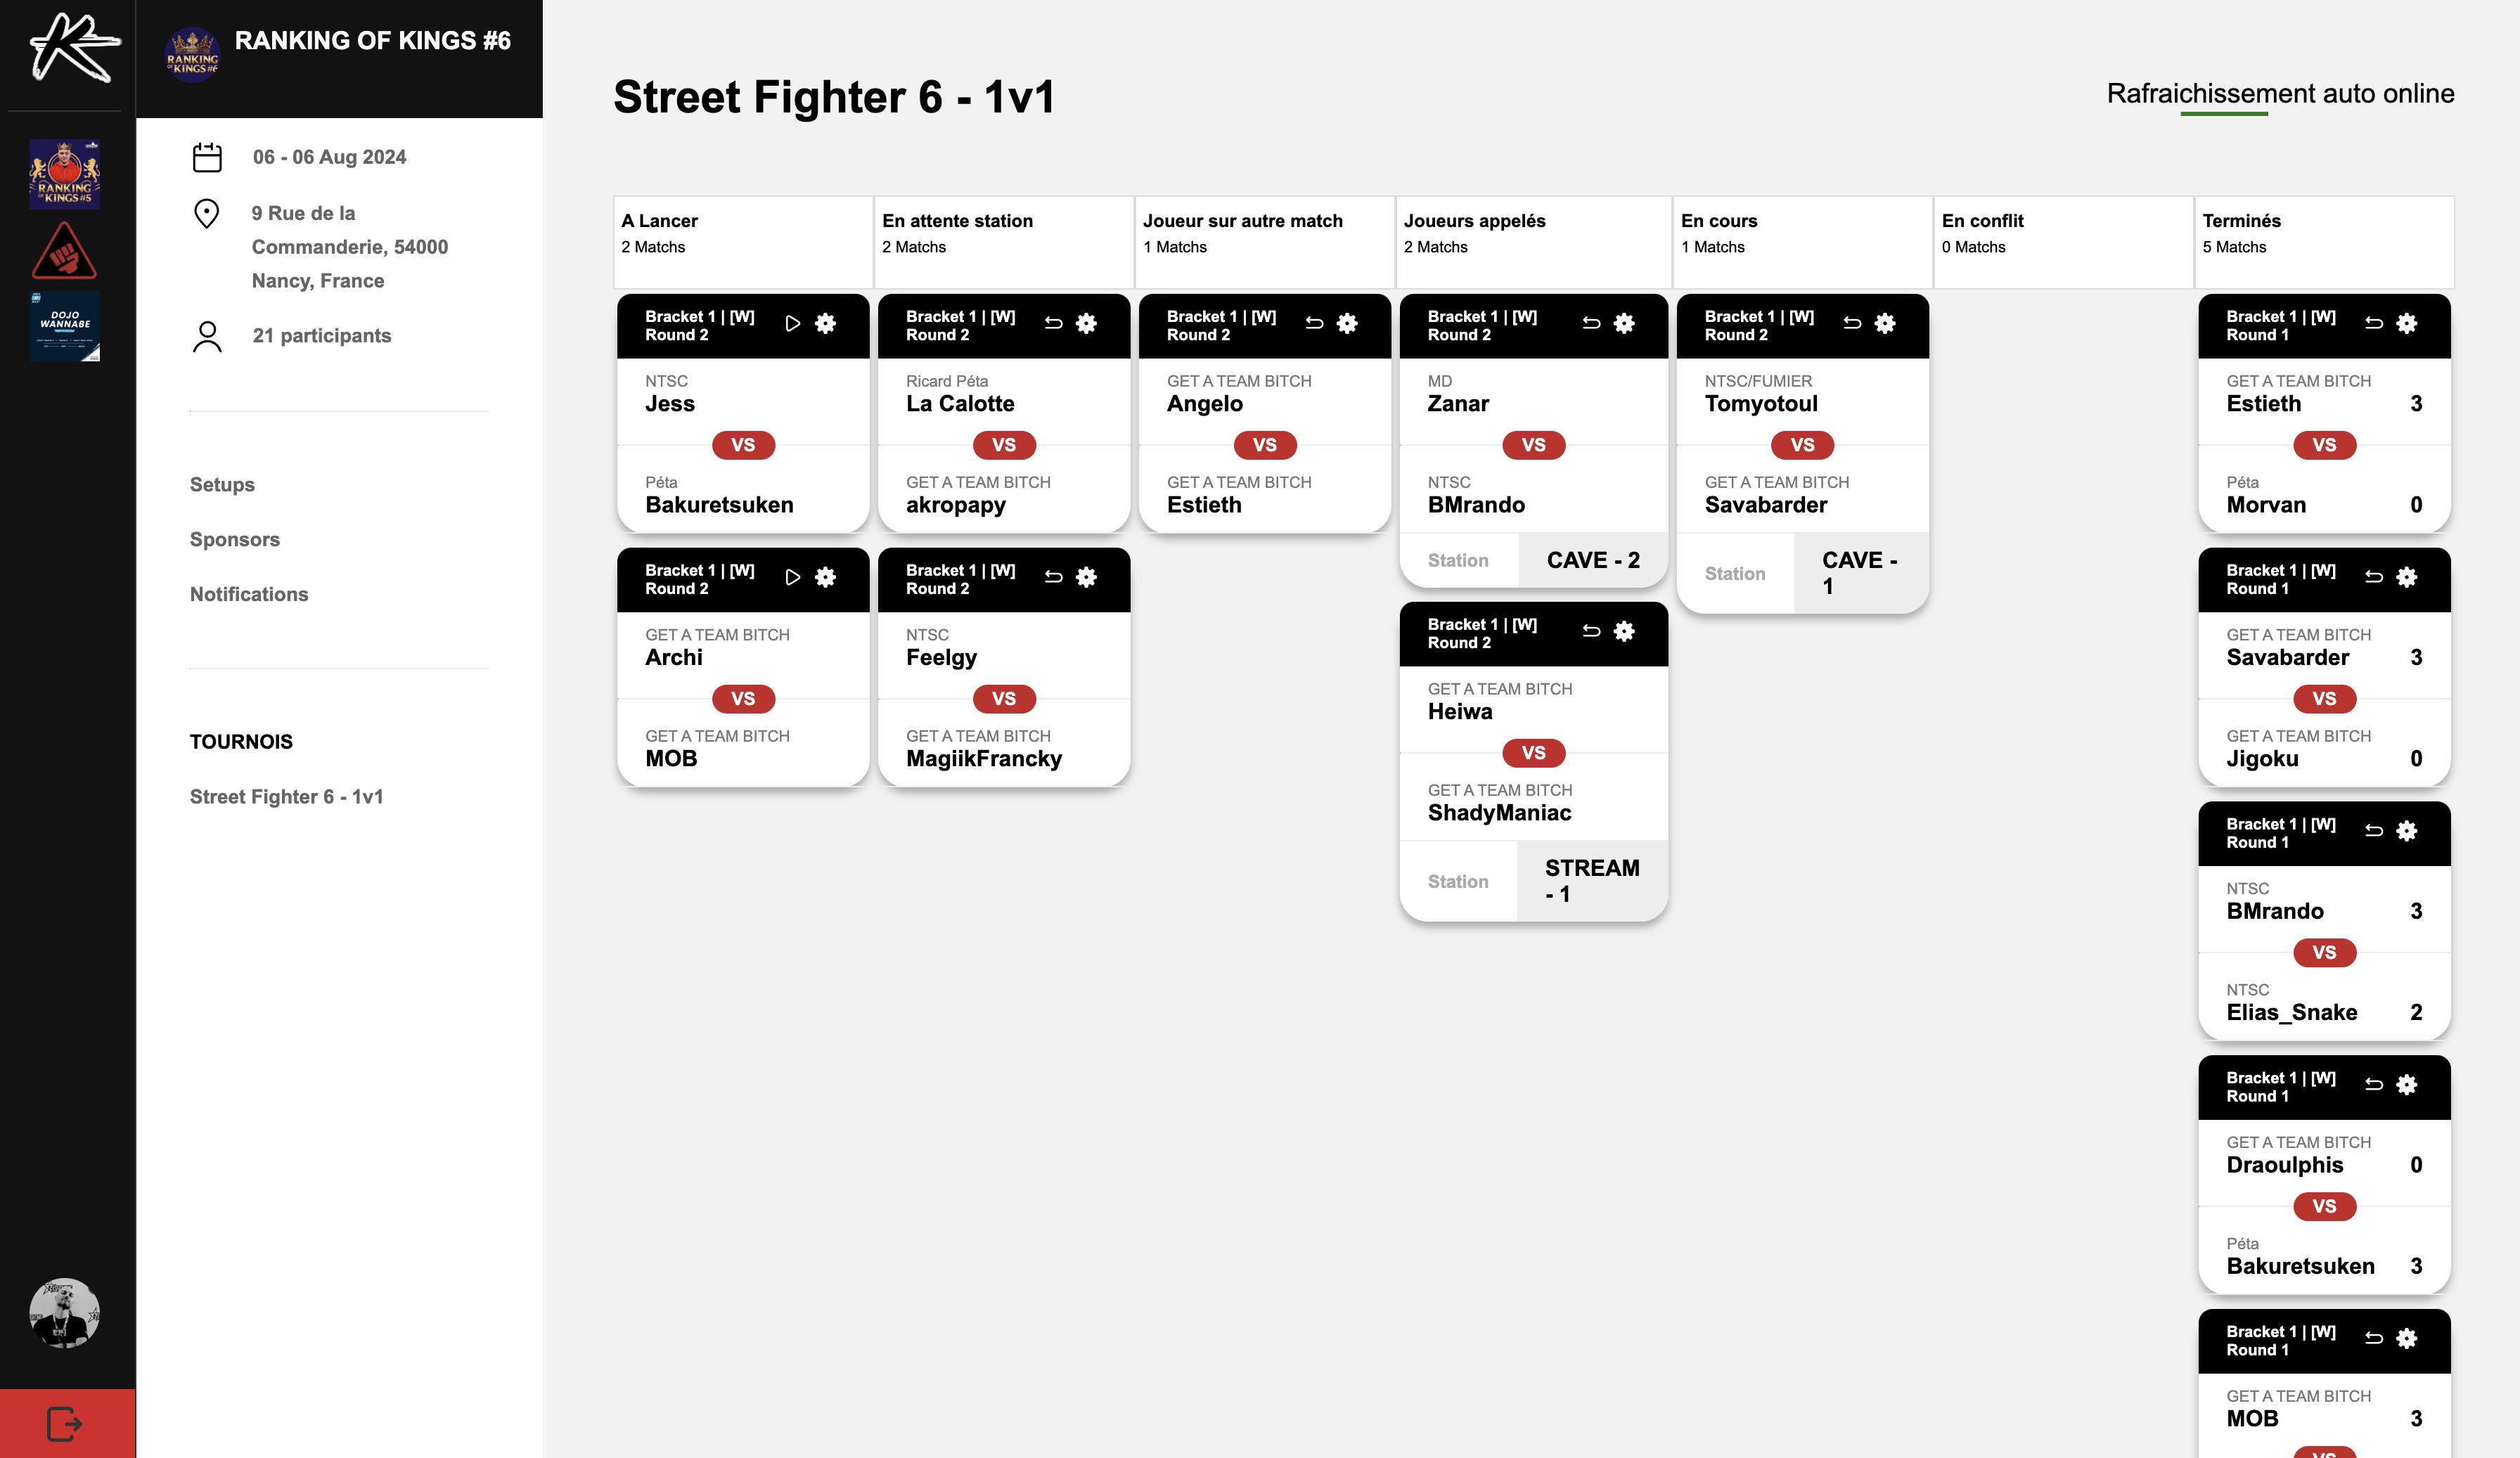 RANKING OF KINGS #6
RANKING
OF KINGS #6
RANKING
OF KINGS #5
DOJO
WANNABE
06 - 06 Aug 2024
9 Rue de la
Commanderie, 54000
Nancy, France
21 participants
Setups
Sponsors
Notifications
TOURNOIS
Street Fighter 6 - 1v1
Street Fighter 6 - 1v1
Rafraichissement auto online
A Lancer
2 Matchs
En attente station
2 Matchs
Joueur sur autre match
1 Matchs
Joueurs appelés
2 Matchs
En cours
1 Matchs
En conflit
0 Matchs
Terminés
5 Matchs
Bracket 1 | [W]
Round 2
NTSC
Jess
VS
Péta
Bakuretsuken
Bracket 1 | [W]
Round 2
GET A TEAM BITCH
Archi
VS
GET A TEAM BITCH
MOB
Bracket 1 | [W]
Round 2
Ricard Péta
La Calotte
VS
GET A TEAM BITCH
akropapy
Bracket 1 | [W]
Round 2
NTSC
Feelgy
VS
GET A TEAM BITCH
MagiikFrancky
Bracket 1 | [W]
Round 2
GET A TEAM BITCH
Angelo
VS
GET A TEAM BITCH
Estieth
Bracket 1 | [W]
Round 2
MD
Zanar
VS
NTSC
BMrando
Station
CAVE - 2
Bracket 1 | [W]
Round 2
GET A TEAM BITCH
Heiwa
VS
GET A TEAM BITCH
ShadyManiac
Station
STREAM
- 1
Bracket 1 | [W]
Round 2
NTSC/FUMIER
Tomyotoul
VS
GET A TEAM BITCH
Savabarder
Station
CAVE -
1
Bracket 1 | [W]
Round 1
GET A TEAM BITCH
Estieth 3
VS
Péta
Morvan 0
Bracket 1 | [W]
Round 1
GET A TEAM BITCH
Savabarder 3
VS
GET A TEAM BITCH
Jigoku 0
Bracket 1 | [W]
Round 1
NTSC
BMrando 3
VS
NTSC
Elias_Snake 2
Bracket 1 | [W]
Round 1
GET A TEAM BITCH
Draoulphis 0
VS
Péta
Bakuretsuken 3
Bracket 1 | [W]
Round 1
GET A TEAM BITCH
MOB 3
VS